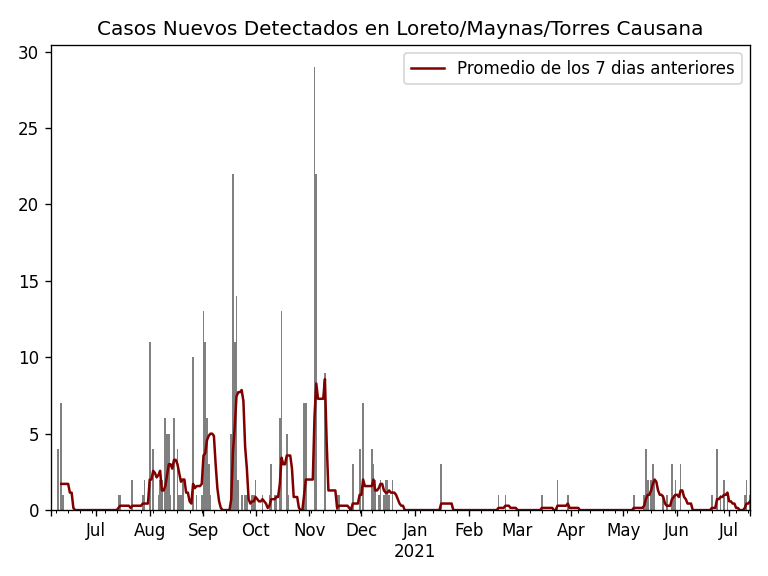 Casos Nuevos Detectados en Loreto/Maynas/Torres Causana
Promedio de los 7 dias anteriores
30
25
20
15
10
5
0
Jul Aug Sep Oct Nov Dec Jan Feb Mar Apr May Jun Jul
2021